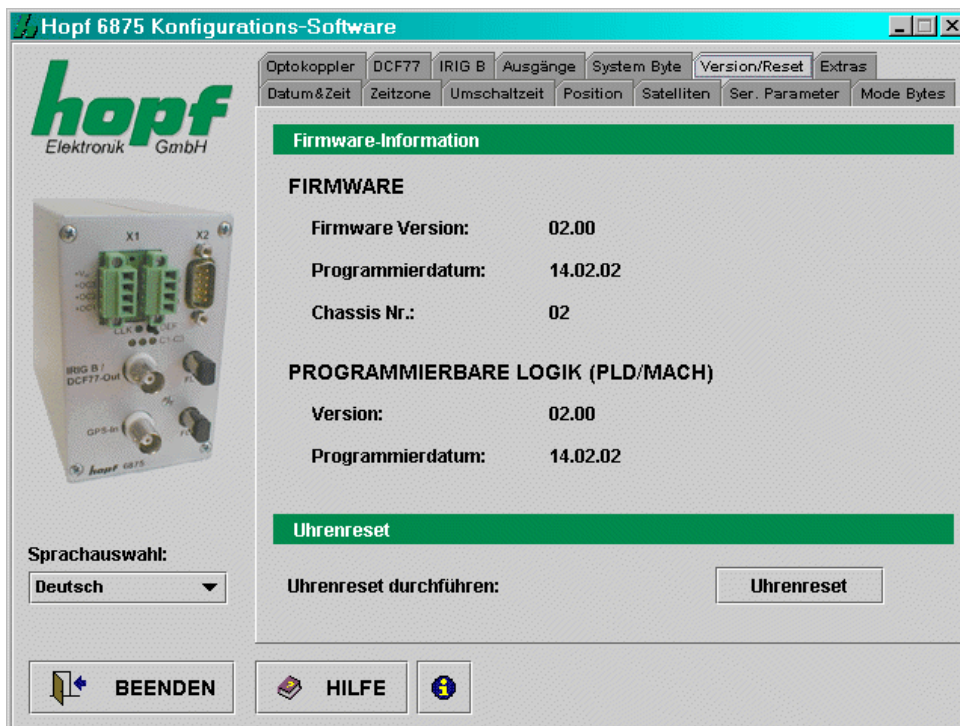 Hopf 6875 Konfigurations-Software
hopf
Elektronik GmbH
Optokoppler DCF77 IRIG B Ausgänge System Byte Version/Reset Extras
Datum&Zeit Zeitzone Umschaltzeit Position Satelliten Ser. Parameter Mode Bytes
Firmware-Information
FIRMWARE
Firmware Version: 02.00
Programmierdatum: 14.02.02
Chassis Nr.: 02
PROGRAMMIERBARE LOGIK (PLD/MACH)
Version: 02.00
Programmierdatum: 14.02.02
Uhrenreset
Uhrenreset durchführen: Uhrenreset
X1 X2
CLK
C1-C3
IRIG B /
DCF77-Out
GPS-In
hopf 6875
Sprachauswahl:
Deutsch
BEENDEN HILFE